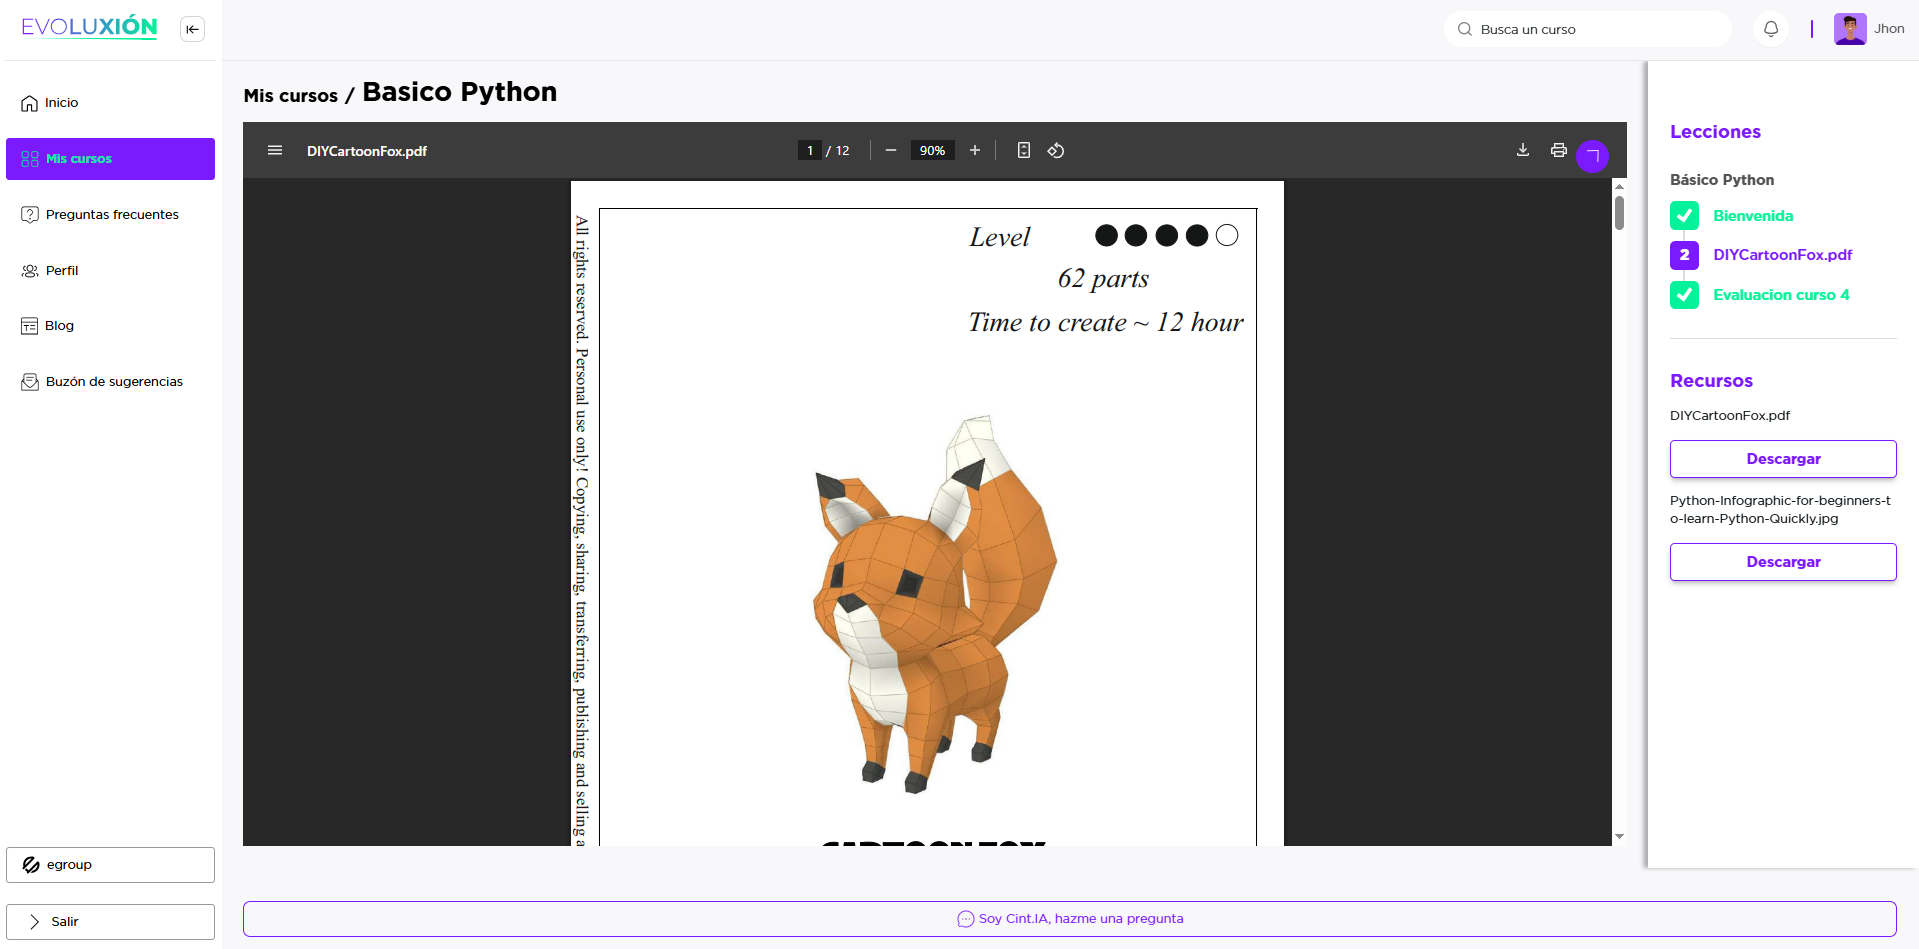 EVOLUXIÓN
Busca un curso
Jhon
Inicio
Mis cursos
Preguntas frecuentes
Perfil
Blog
Buzón de sugerencias
egroup
Salir
Mis cursos / Basico Python
DIYCartoonFox.pdf
1 / 12
90%
All rights reserved. Personal use only! Copying, sharing, transferring, publishing and selling a
Level
62 parts
Time to create ~ 12 hour
CARTOON FOX
Soy Cint.IA, hazme una pregunta
Lecciones
Básico Python
Bienvenida
2 DIYCartoonFox.pdf
Evaluacion curso 4
Recursos
DIYCartoonFox.pdf
Descargar
Python-Infographic-for-beginners-t
o-learn-Python-Quickly.jpg
Descargar